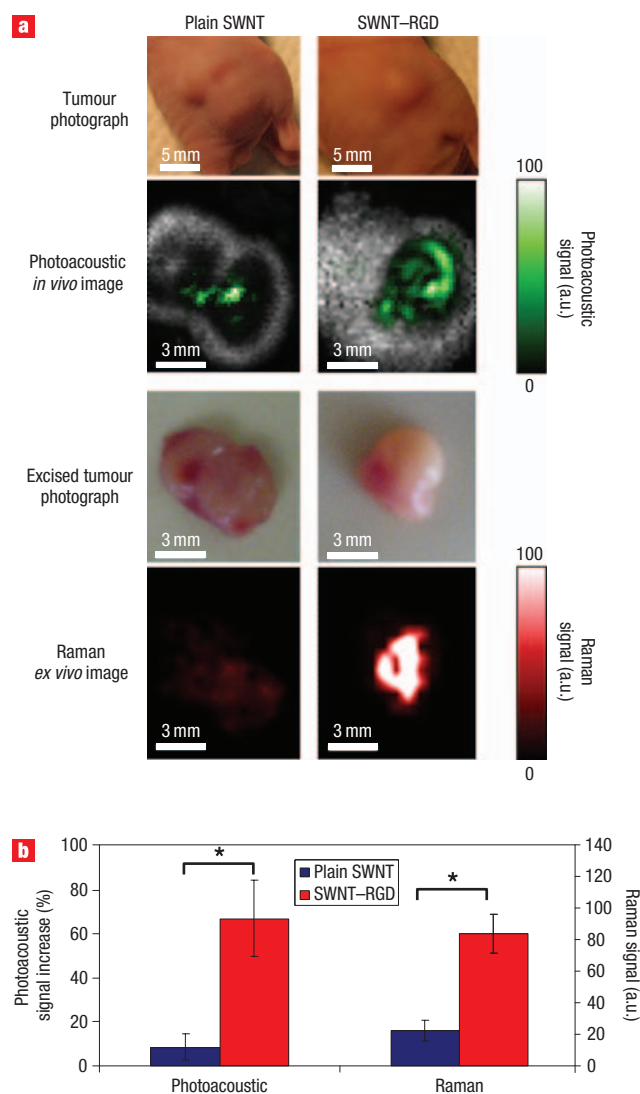 a
Plain SWNT
SWNT–RGD
Tumour
photograph
5 mm
5 mm
Photoacoustic
in vivo image
3 mm
3 mm
100
Photoacoustic
signal (a.u.)
0
Excised tumour
photograph
3 mm
3 mm
Raman
ex vivo image
3 mm
3 mm
100
Raman
signal (a.u.)
0
b
Photoacoustic
signal increase (%)
100
80
60
40
20
0
*
*
Plain SWNT
SWNT–RGD
140
120
100
80
60
40
20
0
Raman signal (a.u)
Photoacoustic
Raman